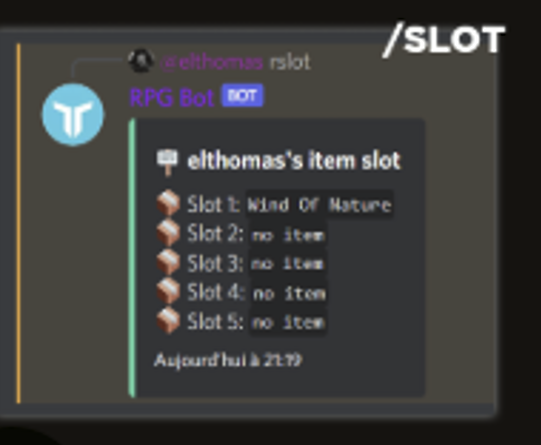 /SLOT
@elthomas rslot
RPG Bot BOT
elthomas's item slot
Slot 1: Wind Of Nature
Slot 2: no item
Slot 3: no item
Slot 4: no item
Slot 5: no item
Aujourd'hui à 21:19